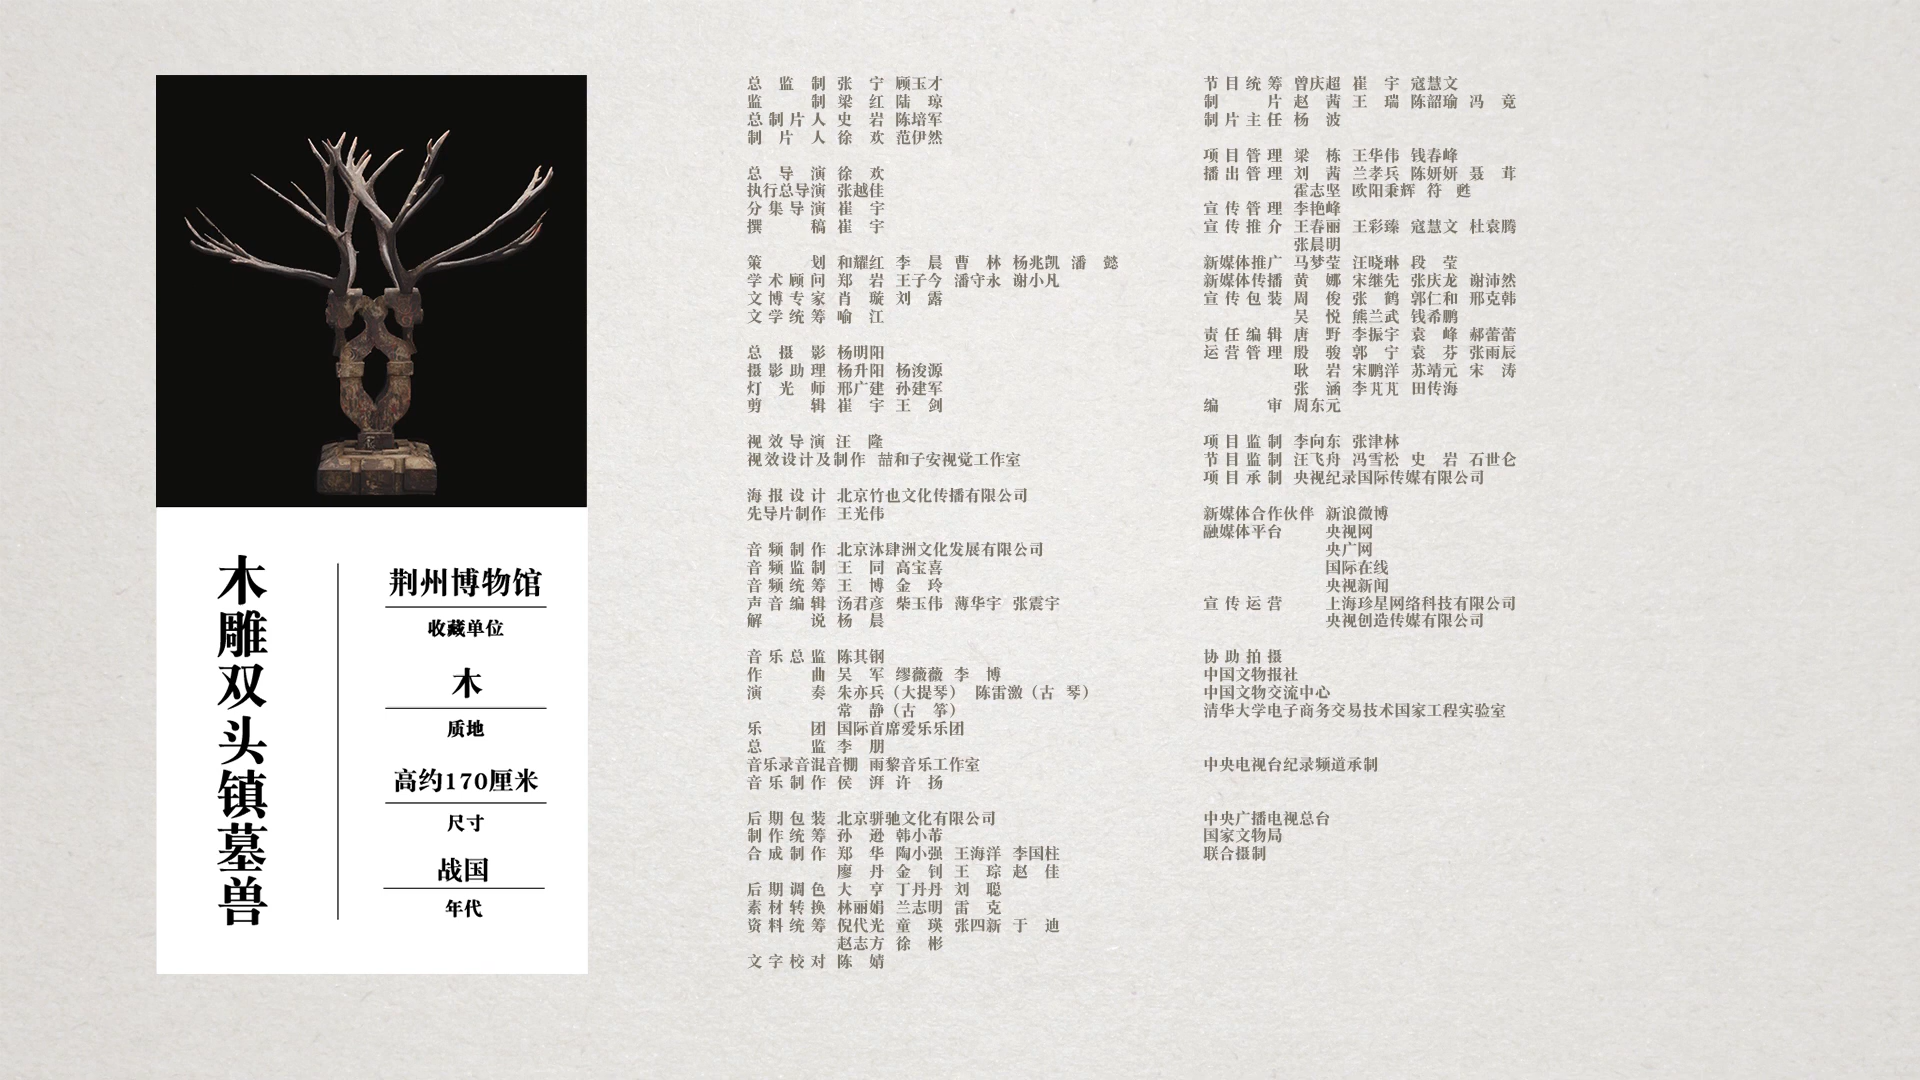 木雕双头镇墓兽
荆州博物馆
收藏单位
木
质地
高约170厘米
尺寸
战国
年代
总监制 张宁 顾玉才
监制 梁红 陆琼
总制片人 史岩 陈培军
制片人 徐欢 范伊然
总导演 徐欢
执行总导演 张越佳
分集导演 崔宇
撰稿 崔宇
策划 和耀红 李晨 曹林 杨兆凯 潘懿
学术顾问 郑岩 王子今 潘守永 谢小凡
文博专家 肖璇 刘露
文学统筹 喻江
总摄影 杨明阳
摄影助理 杨升阳 杨浚源
灯光师 邢广建 孙建军
剪辑 崔宇 王剑
视效导演 汪隆
视效设计及制作 喆和子安视觉工作室
海报设计 北京竹也文化传播有限公司
先导片制作 王光伟
音频制作 北京沐肆洲文化发展有限公司
音频监制 王同 高宝喜
音频统筹 王博 金玲
声音编辑 汤君彦 柴玉伟 薄华宇 张震宇
解说 杨晨
音乐总监 陈其钢
作曲 吴军 缪薇薇 李博
演奏 朱亦兵（大提琴） 陈雷激（古琴）
常静（古筝）
乐团 国际首席爱乐乐团
总监 李朋
音乐录音混音棚 雨黎音乐工作室
音乐制作 侯湃 许扬
后期包装 北京骈驰文化有限公司
制作统筹 孙逊 韩小芾
合成制作 郑华 陶小强 王海洋 李国柱
廖丹 金钊 王琮 赵佳
后期调色 大亨 丁丹丹 刘聪
素材转换 林丽娟 兰志明 雷克
资料统筹 倪代光 童瑛 张四新 于迪
赵志方 徐彬
文字校对 陈婧
节目统筹 曾庆超 崔宇 寇慧文
制片 赵茜 王瑞 陈韶瑜 冯竞
制片主任 杨波
项目管理 梁栋 王华伟 钱春峰
播出管理 刘茜 兰孝兵 陈妍妍 聂茸
霍志坚 欧阳秉辉 符甦
宣传管理 李艳峰
宣传推介 王春丽 王彩臻 寇慧文 杜袁腾
张晨明
新媒体推广 马梦莹 汪晓琳 段莹
新媒体传播 黄娜 宋继先 张庆龙 谢沛然
宣传包装 周俊 张鹤 郭仁和 邢克韩
吴悦 熊兰武 钱希鹏
责任编辑 唐野 李振宇 袁峰 郝蕾蕾
运营管理 殷骏 郭宁 袁芬 张雨辰
耿岩 宋鹏洋 苏靖元 宋涛
张涵 李芃芃 田传海
编审 周东元
项目监制 李向东 张津林
节目监制 汪飞舟 冯雪松 史岩 石世仑
项目承制 央视纪录国际传媒有限公司
新媒体合作伙伴 新浪微博
融媒体平台 央视网
央广网
国际在线
央视新闻
宣传运营 上海珍星网络科技有限公司
央视创造传媒有限公司
协助拍摄
中国文物报社
中国文物交流中心
清华大学电子商务交易技术国家工程实验室
中央电视台纪录频道承制
中央广播电视总台
国家文物局
联合摄制